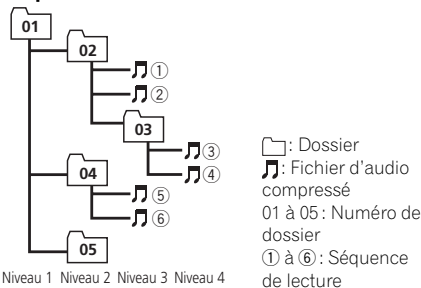 01
02
①
②
03
③
④
04
⑤
⑥
05
Niveau 1 Niveau 2 Niveau 3 Niveau 4
: Dossier
: Fichier d'audio
compressé
01 à 05 : Numéro de
dossier
① à ⑥ : Séquence
de lecture